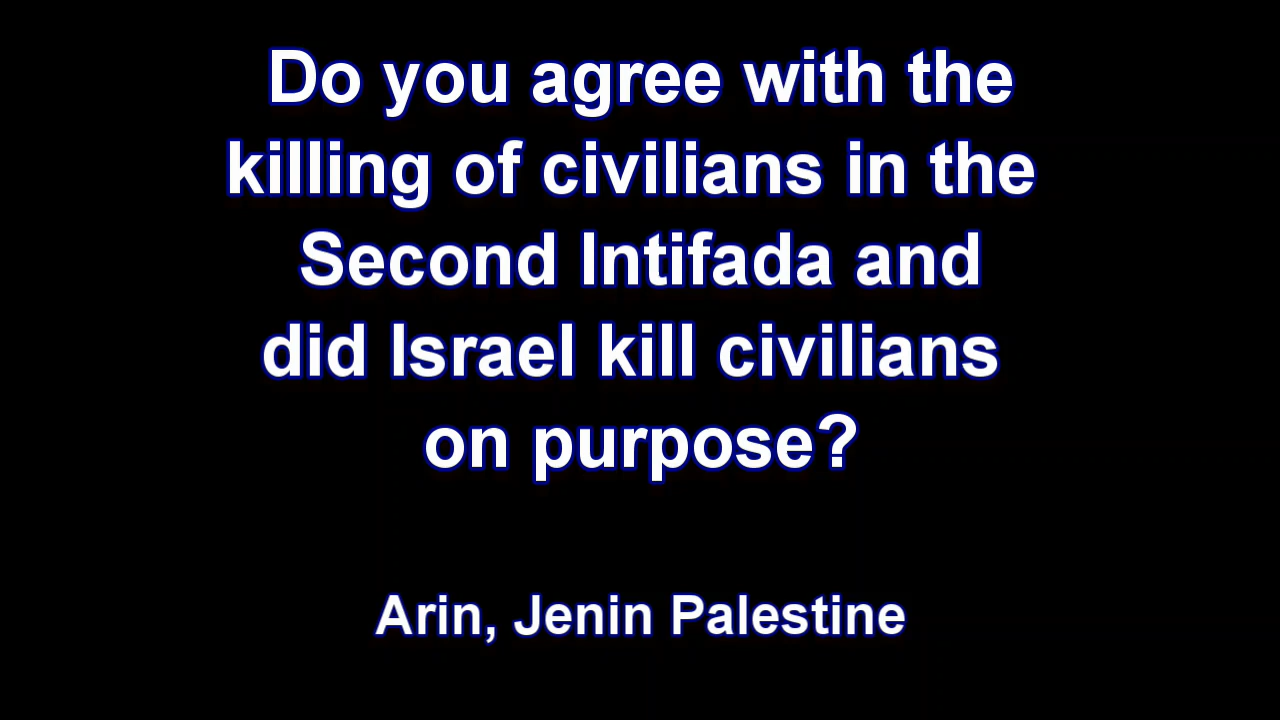 Do you agree with the
killing of civilians in the
Second Intifada and
did Israel kill civilians
on purpose?
Arin, Jenin Palestine